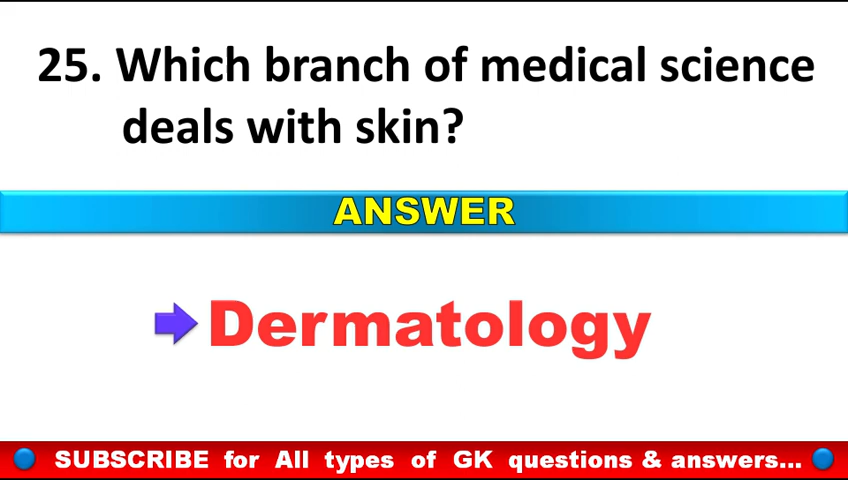 25. Which branch of medical science
deals with skin?
ANSWER
Dermatology
SUBSCRIBE for All types of GK questions & answers...